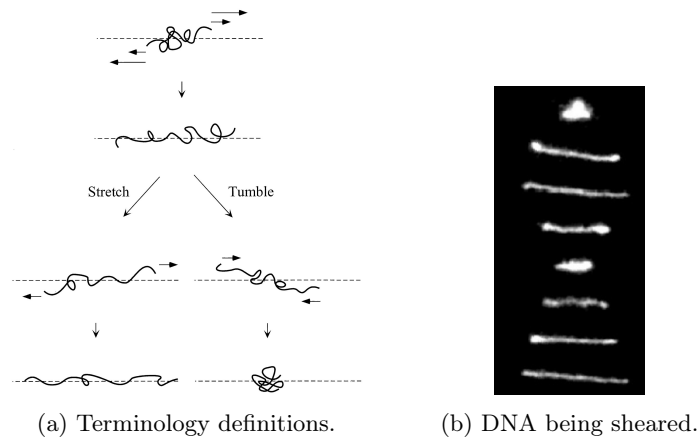 Stretch
Tumble
(a) Terminology definitions.
(b) DNA being sheared.